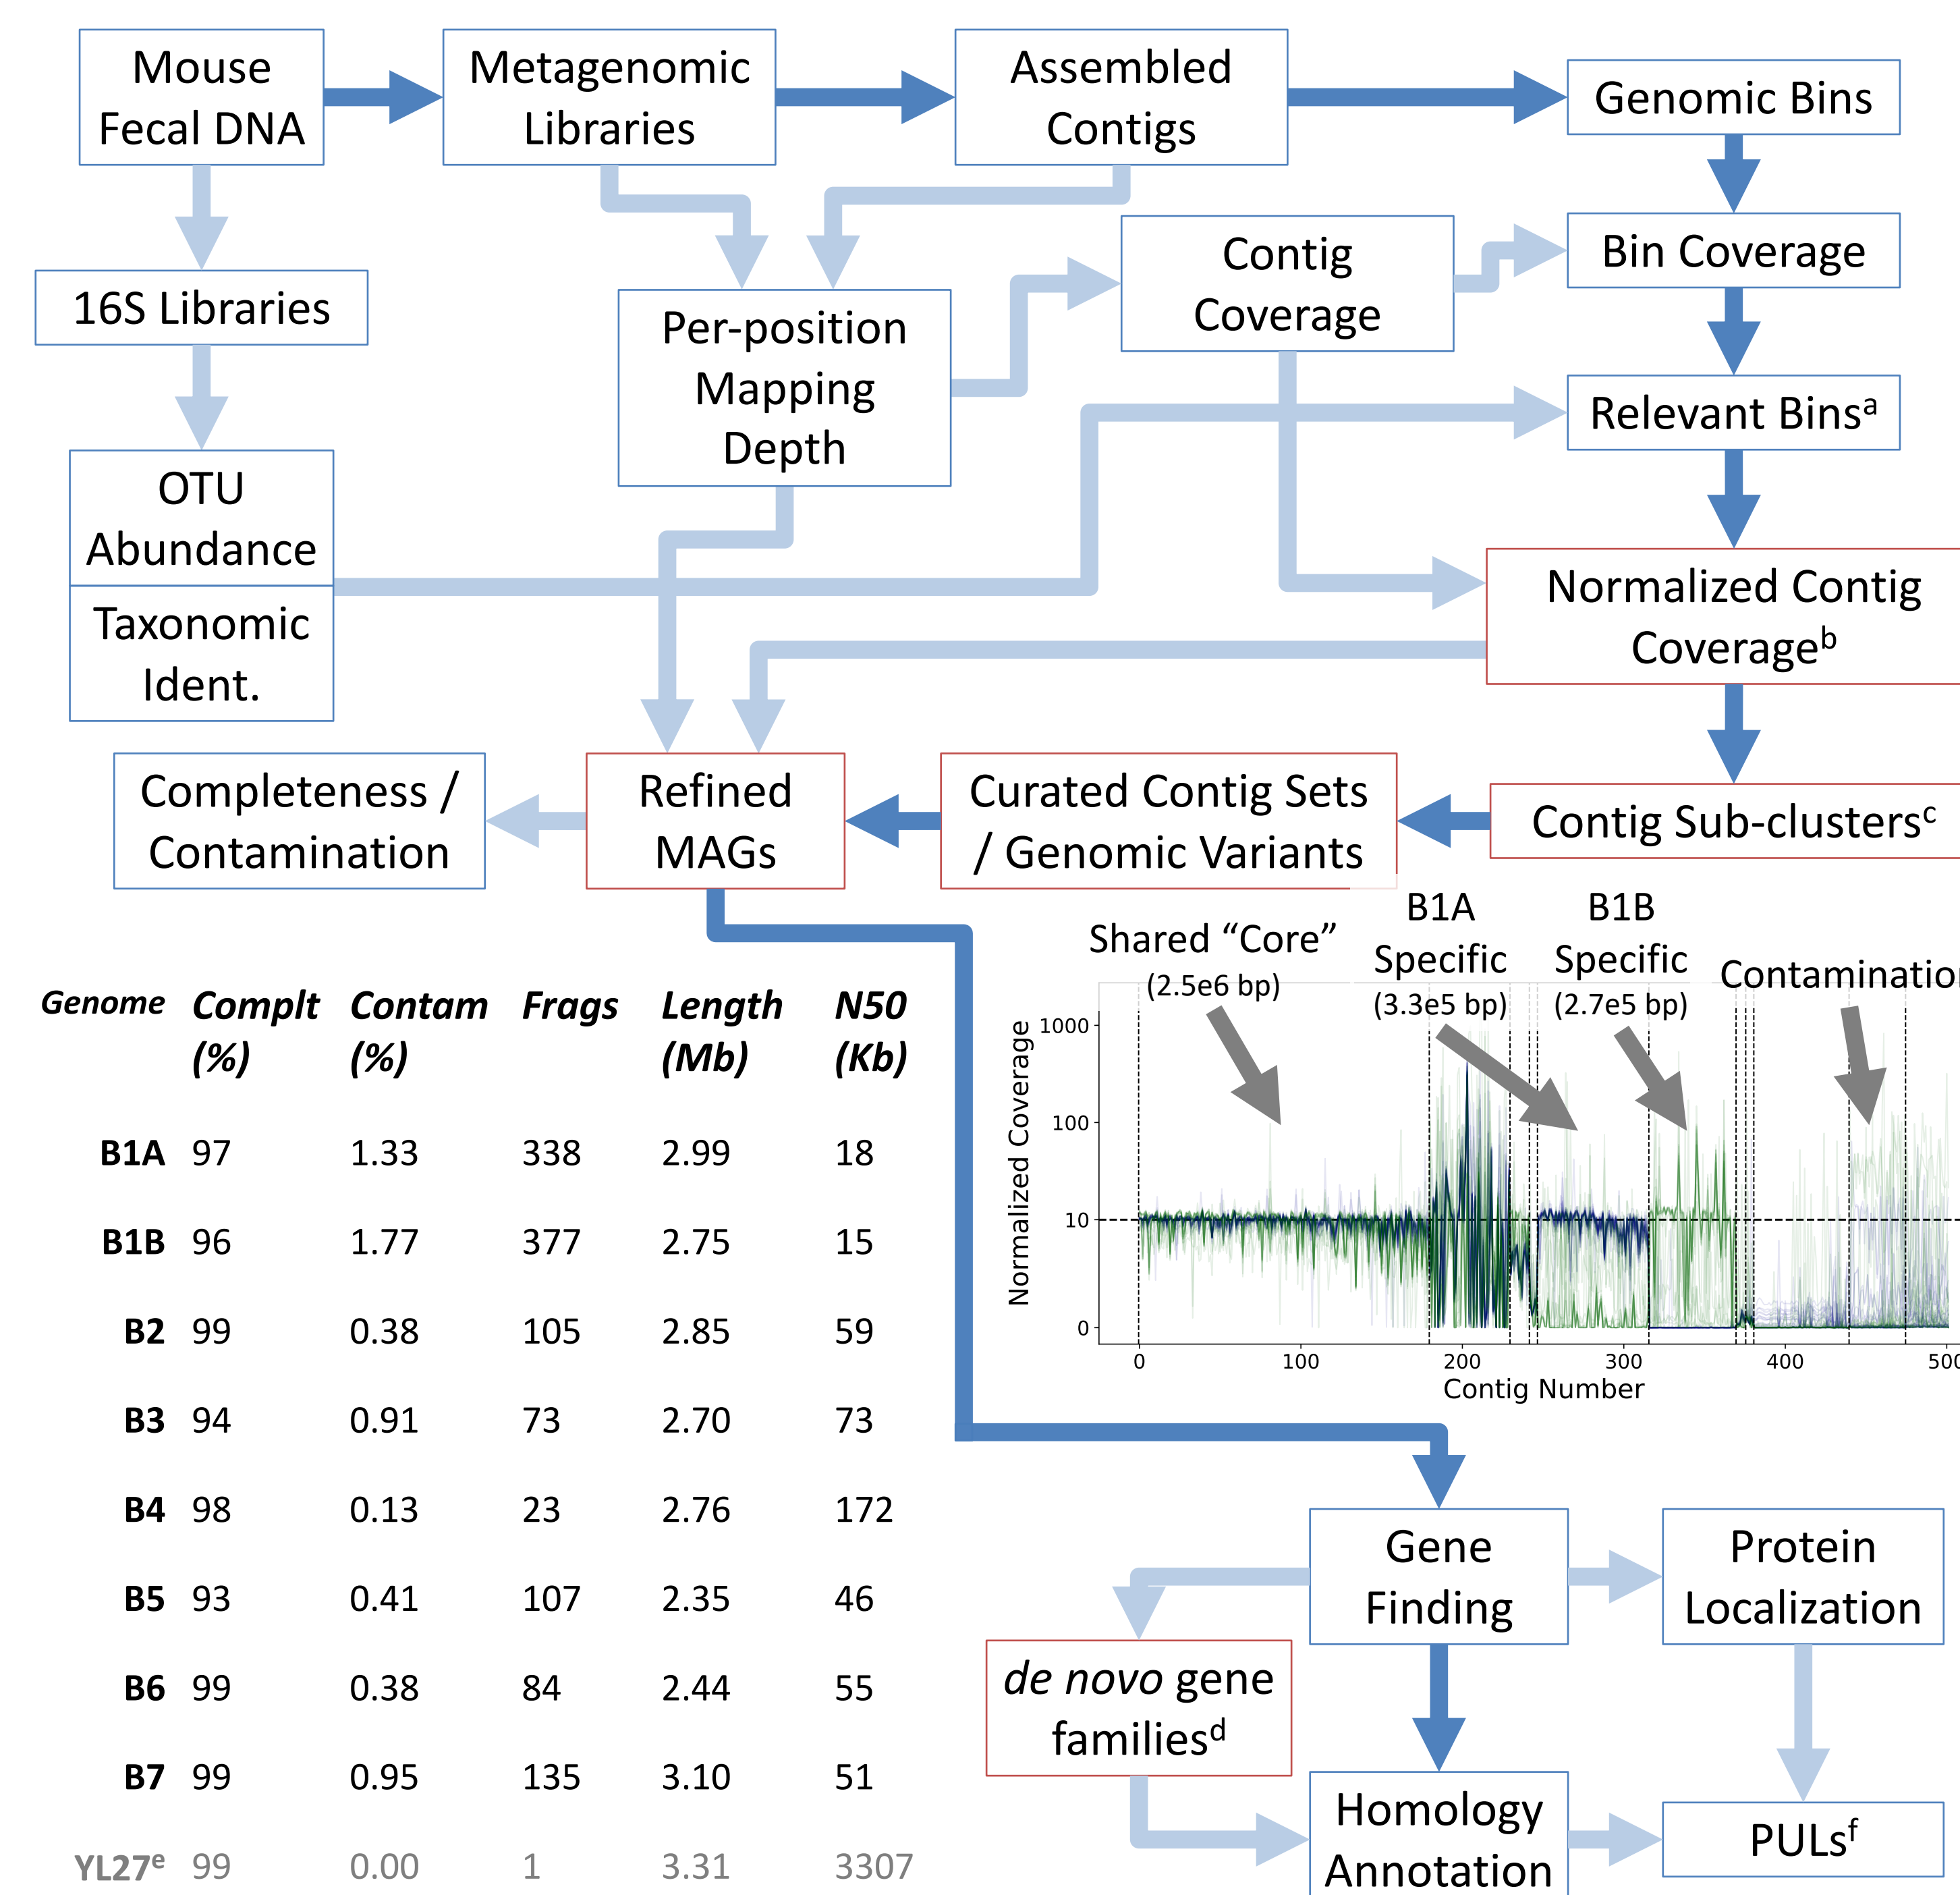 Mouse
Fecal DNA
Metagenomic
Libraries
Assembled
Contigs
Genomic Bins
16S Libraries
Per-position
Mapping
Depth
Contig
Coverage
Bin Coverage
Relevant Binsᵃ
OTU
Abundance
Taxonomic
Ident.
Normalized Contig
Coverageᵇ
Completeness /
Contamination
Refined
MAGs
Curated Contig Sets
/ Genomic Variants
Contig Sub-clustersᶜ
Shared “Core”
(2.5e6 bp)
B1A
Specific
(3.3e5 bp)
B1B
Specific
(2.7e5 bp)
Contaminatio
Normalized Coverage
1000
100
10
0
0 100 200 300 400 500
Contig Number
Genome Complt (%) Contam (%) Frags Length (Mb) N50 (Kb)
B1A 97 1.33 338 2.99 18
B1B 96 1.77 377 2.75 15
B2 99 0.38 105 2.85 59
B3 94 0.91 73 2.70 73
B4 98 0.13 23 2.76 172
B5 93 0.41 107 2.35 46
B6 99 0.38 84 2.44 55
B7 99 0.95 135 3.10 51
YL27ᵉ 99 0.00 1 3.31 3307
Gene
Finding
Protein
Localization
de novo gene
familiesᵈ
Homology
Annotation
PULsᶠ